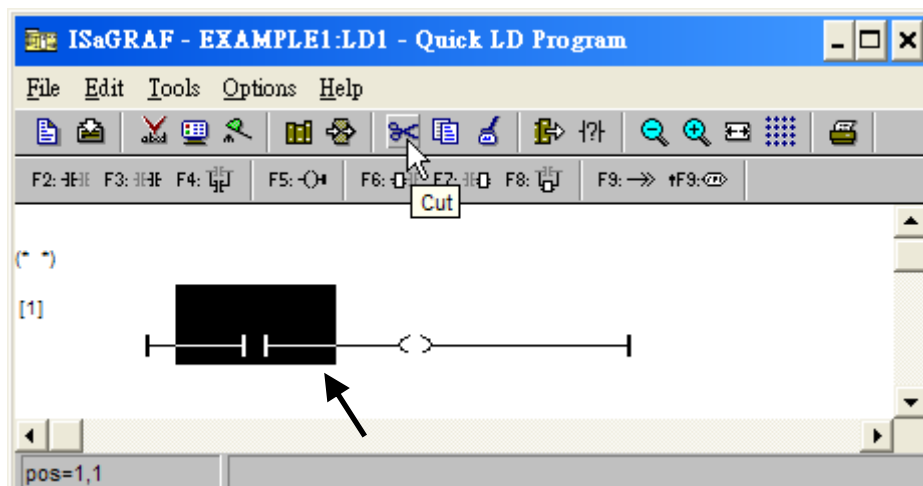 ISaGRAF - EXAMPLE1:LD1 - Quick LD Program
File Edit Tools Options Help
F2: F3: F4: F5: F6: F7: F8: F9: F9:
Cut
(* *)
[1]
pos=1,1